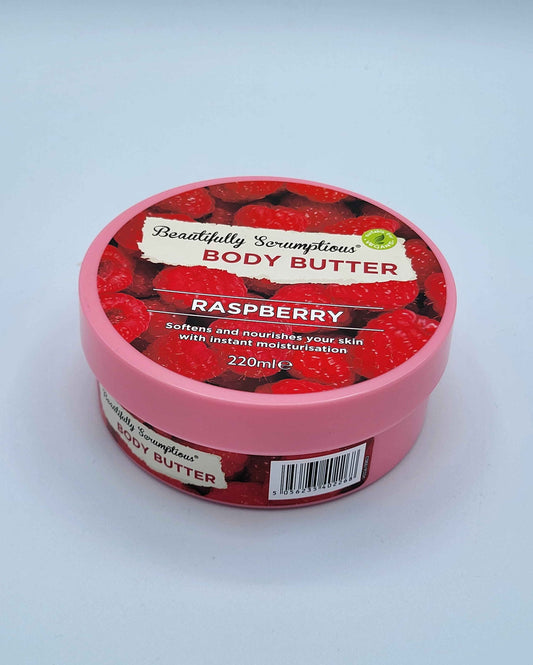 Beautifully Scrumptious®
BODY BUTTER
RASPBERRY
Softens and nourishes your skin
with instant moisturisation
220ml℮
Beautifully Scrumptious®
BODY BUTTER